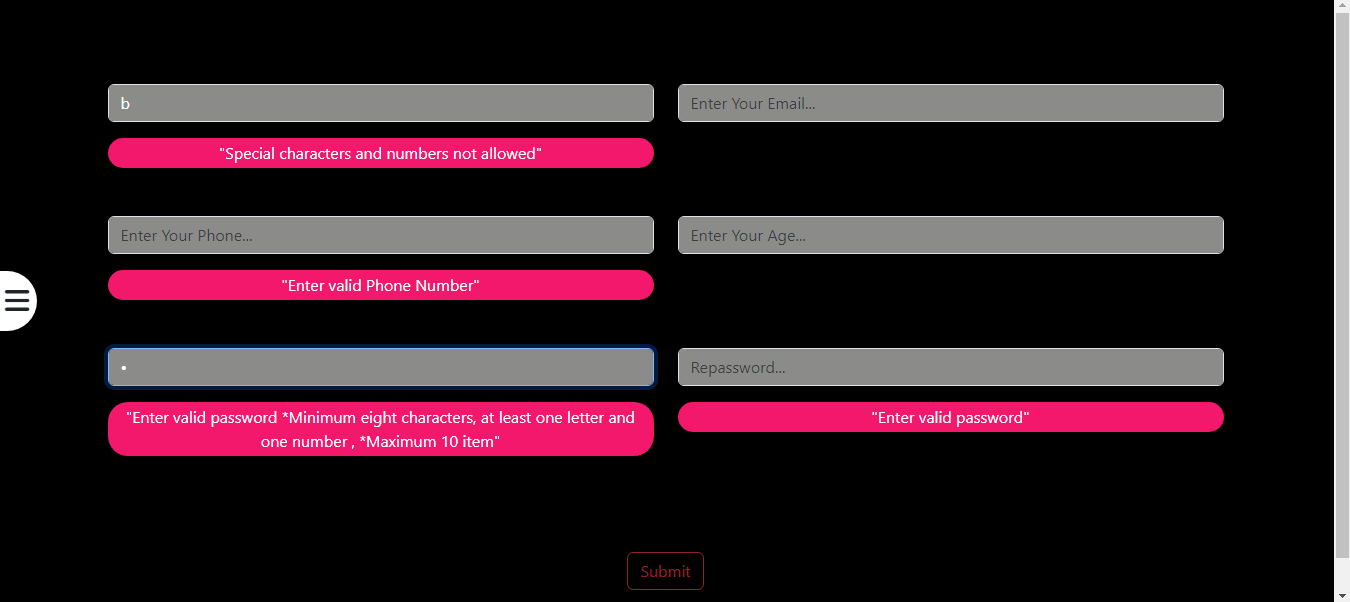 b
Enter Your Email...
"Special characters and numbers not allowed"
Enter Your Phone...
Enter Your Age...
"Enter valid Phone Number"
•
Repassword...
"Enter valid password *Minimum eight characters, at least one letter and
one number , *Maximum 10 item"
"Enter valid password"
Submit